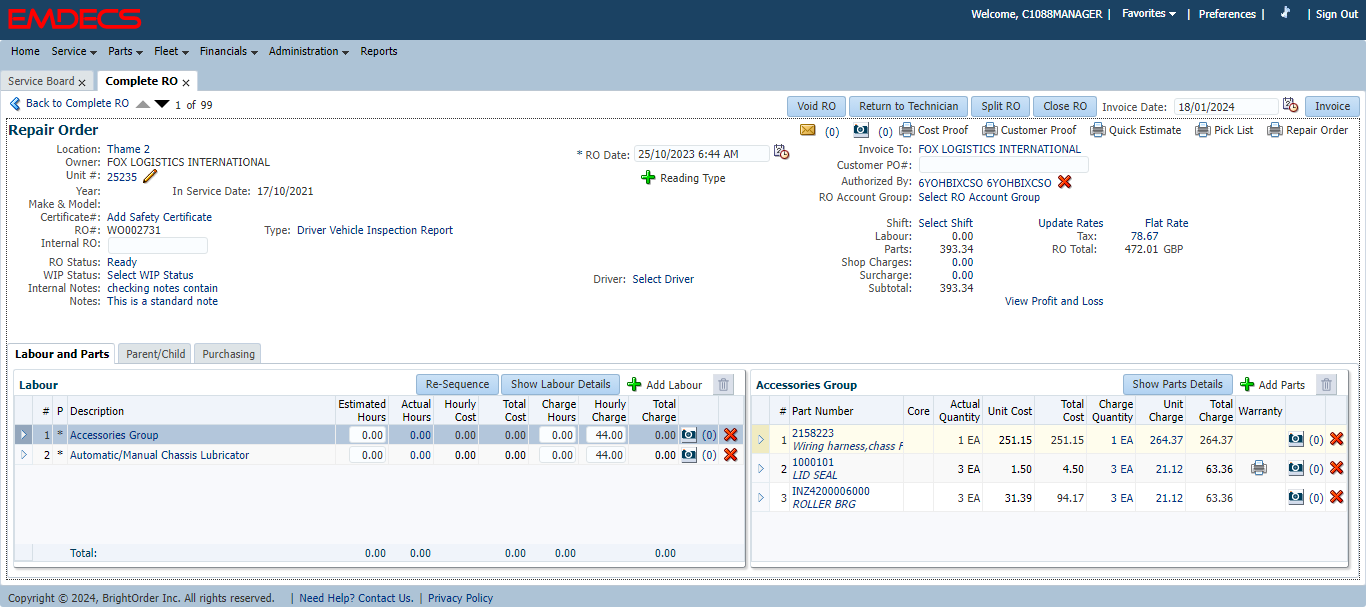 EMDECS
Welcome, C1088MANAGER | Favorites | Preferences | | Sign Out
Home Service Parts Fleet Financials Administration Reports
Service Board x Complete RO x
Back to Complete RO 1 of 99 Void RO Return to Technician Split RO Close RO Invoice Date: 18/01/2024 Invoice
Repair Order (0) (0) Cost Proof Customer Proof Quick Estimate Pick List Repair Order
Location: Thame 2 * RO Date: 25/10/2023 6:44 AM Invoice To: FOX LOGISTICS INTERNATIONAL
Owner: FOX LOGISTICS INTERNATIONAL Customer PO#:
Unit #: 25235 Reading Type Authorized By: 6YOHBIXCSO 6YOHBIXCSO
Year: In Service Date: 17/10/2021 RO Account Group: Select RO Account Group
Make & Model:
Certificate#: Add Safety Certificate Shift: Select Shift Update Rates Flat Rate
RO#: WO002731 Type: Driver Vehicle Inspection Report Labour: 0.00 Tax: 78.67
Internal RO: Parts: 393.34 RO Total: 472.01 GBP
RO Status: Ready Shop Charges: 0.00
WIP Status: Select WIP Status Driver: Select Driver Surcharge: 0.00
Internal Notes: checking notes contain Subtotal: 393.34
Notes: This is a standard note View Profit and Loss
Labour and Parts Parent/Child Purchasing
Labour Re-Sequence Show Labour Details Add Labour
# P Description Estimated Hours Actual Hours Hourly Cost Total Cost Charge Hours Hourly Charge Total Charge
1 * Accessories Group 0.00 0.00 0.00 0.00 0.00 44.00 0.00 (0)
2 * Automatic/Manual Chassis Lubricator 0.00 0.00 0.00 0.00 0.00 44.00 0.00 (0)
Total: 0.00 0.00 0.00 0.00 0.00
Accessories Group Show Parts Details Add Parts
# Part Number Core Actual Quantity Unit Cost Total Cost Charge Quantity Unit Charge Total Charge Warranty
1 2158223 1 EA 251.15 251.15 1 EA 264.37 264.37 (0)
Wiring harness,chass F
2 1000101 3 EA 1.50 4.50 3 EA 21.12 63.36 (0)
LID SEAL
3 INZ4200006000 3 EA 31.39 94.17 3 EA 21.12 63.36 (0)
ROLLER BRG
Copyright © 2024, BrightOrder Inc. All rights reserved. | Need Help? Contact Us. | Privacy Policy